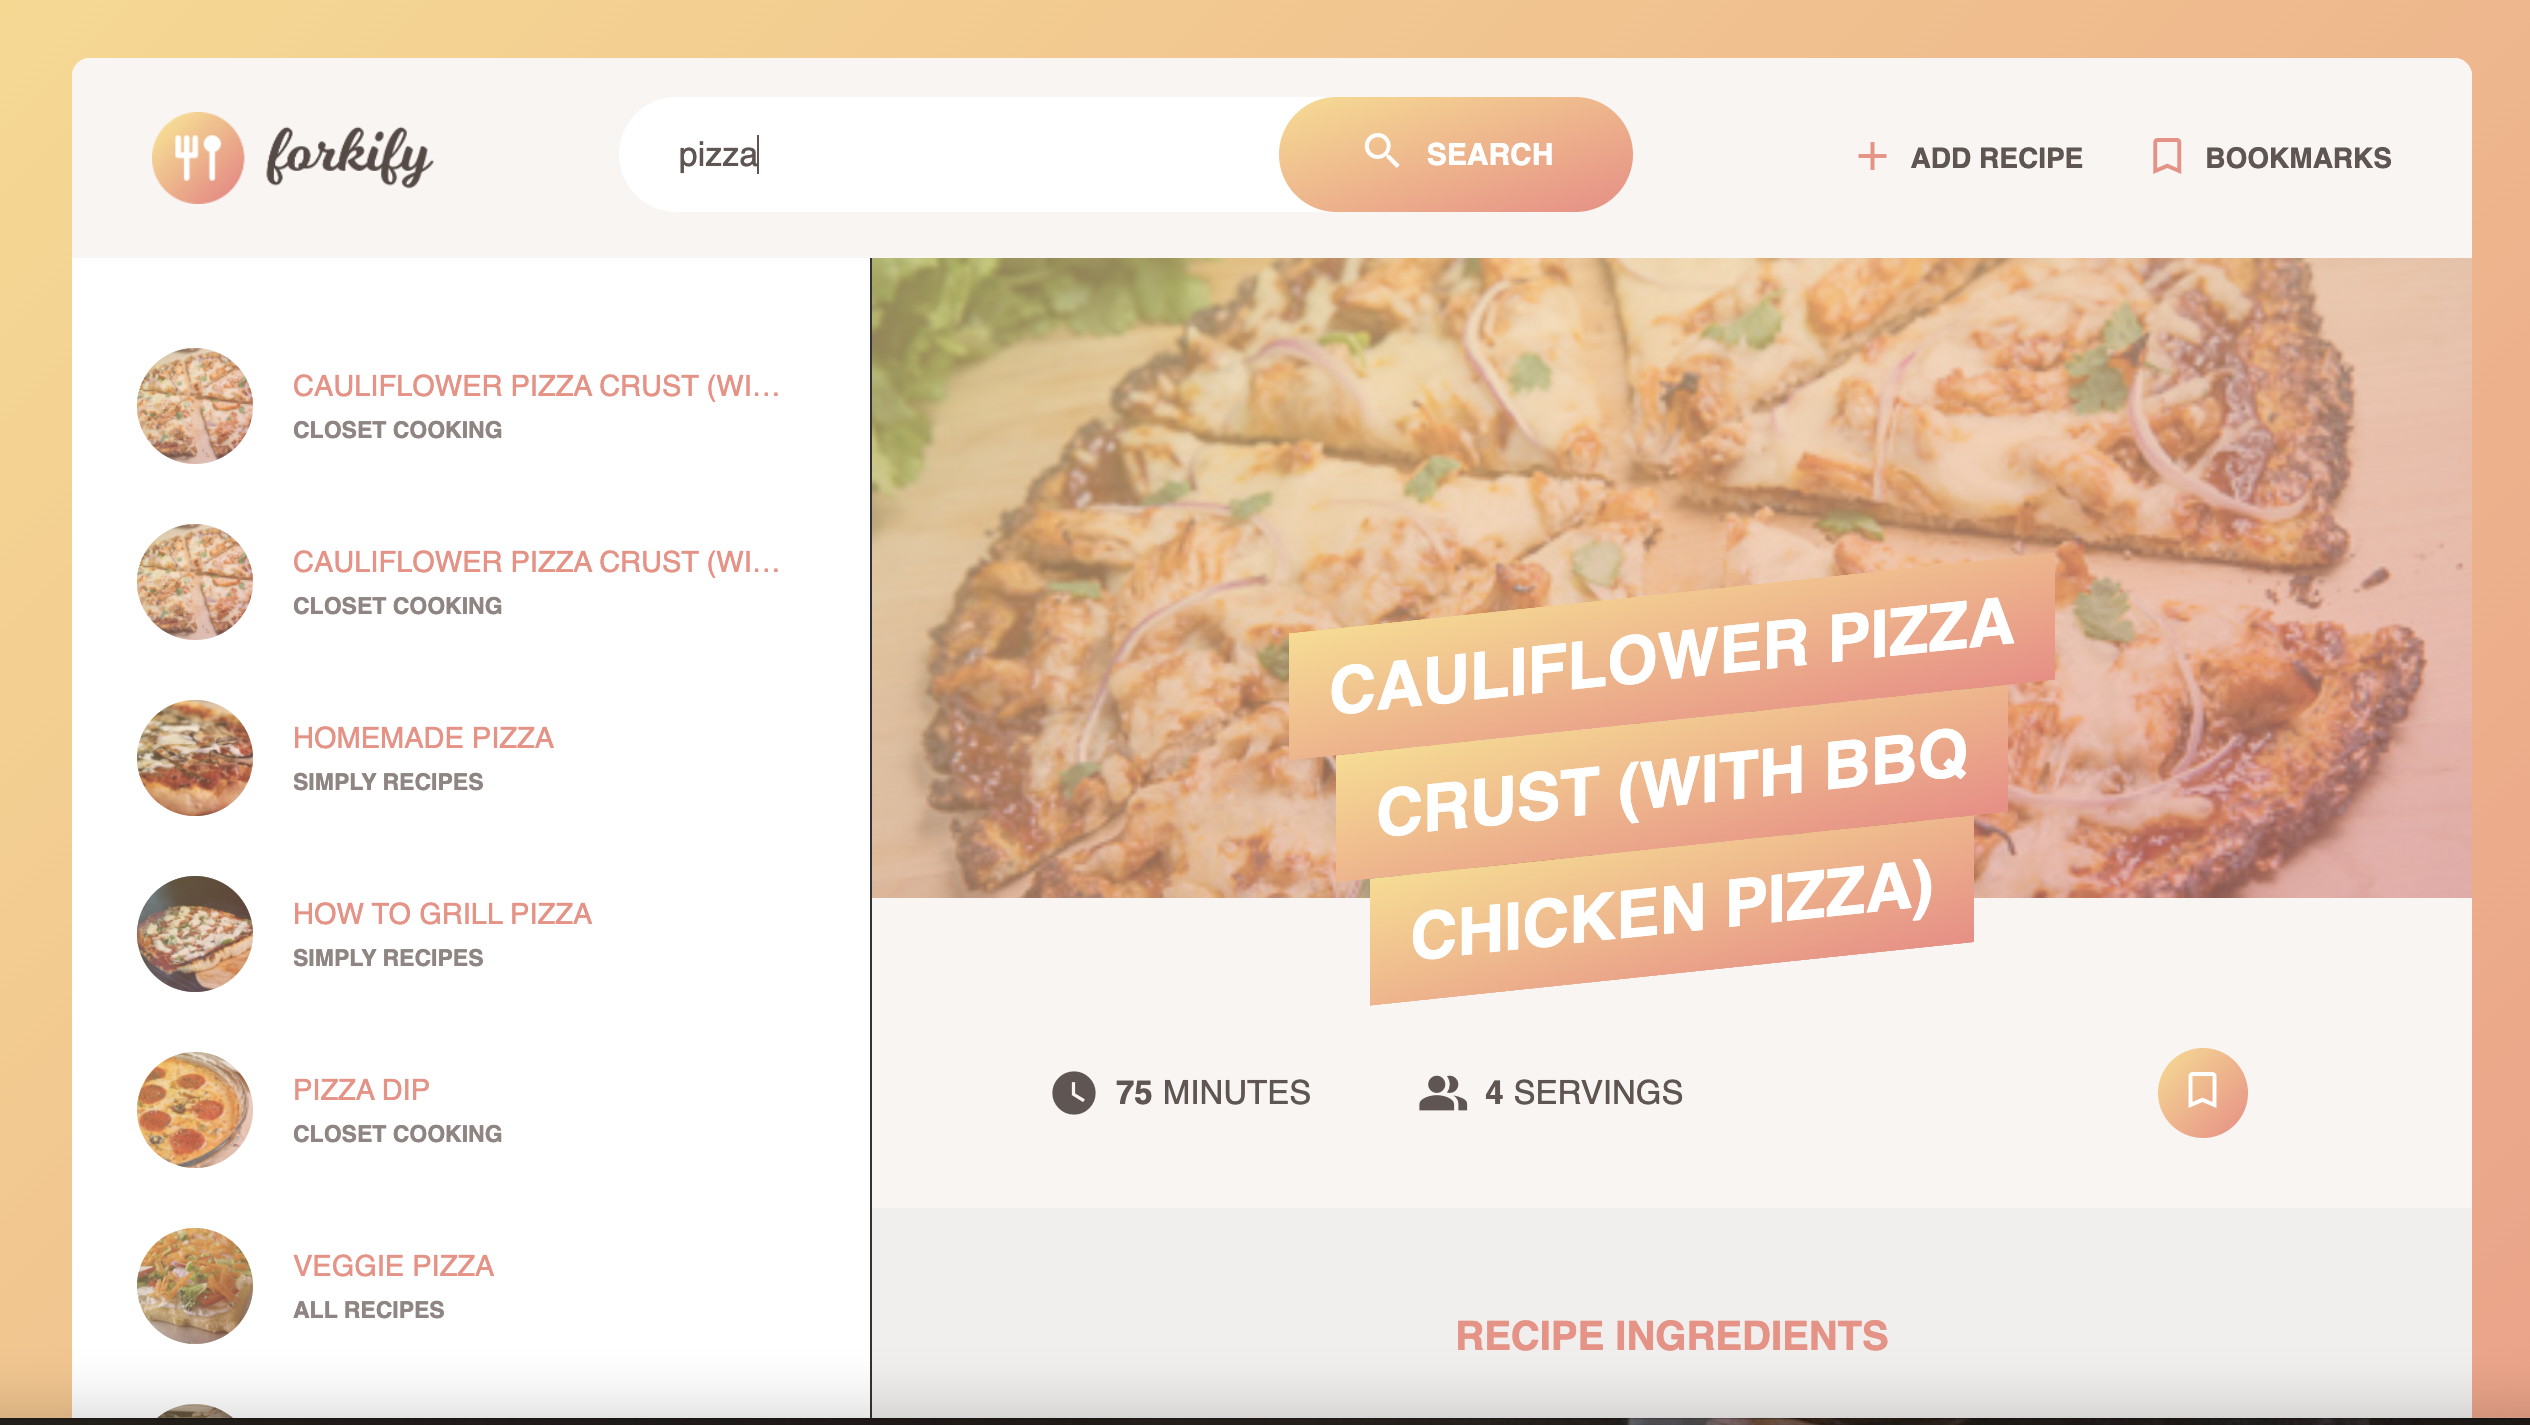 forkify
pizza
SEARCH
ADD RECIPE
BOOKMARKS
CAULIFLOWER PIZZA CRUST (WI...
CLOSET COOKING
CAULIFLOWER PIZZA CRUST (WI...
CLOSET COOKING
HOMEMADE PIZZA
SIMPLY RECIPES
HOW TO GRILL PIZZA
SIMPLY RECIPES
PIZZA DIP
CLOSET COOKING
VEGGIE PIZZA
ALL RECIPES
CAULIFLOWER PIZZA
CRUST (WITH BBQ
CHICKEN PIZZA)
75 MINUTES
4 SERVINGS
RECIPE INGREDIENTS